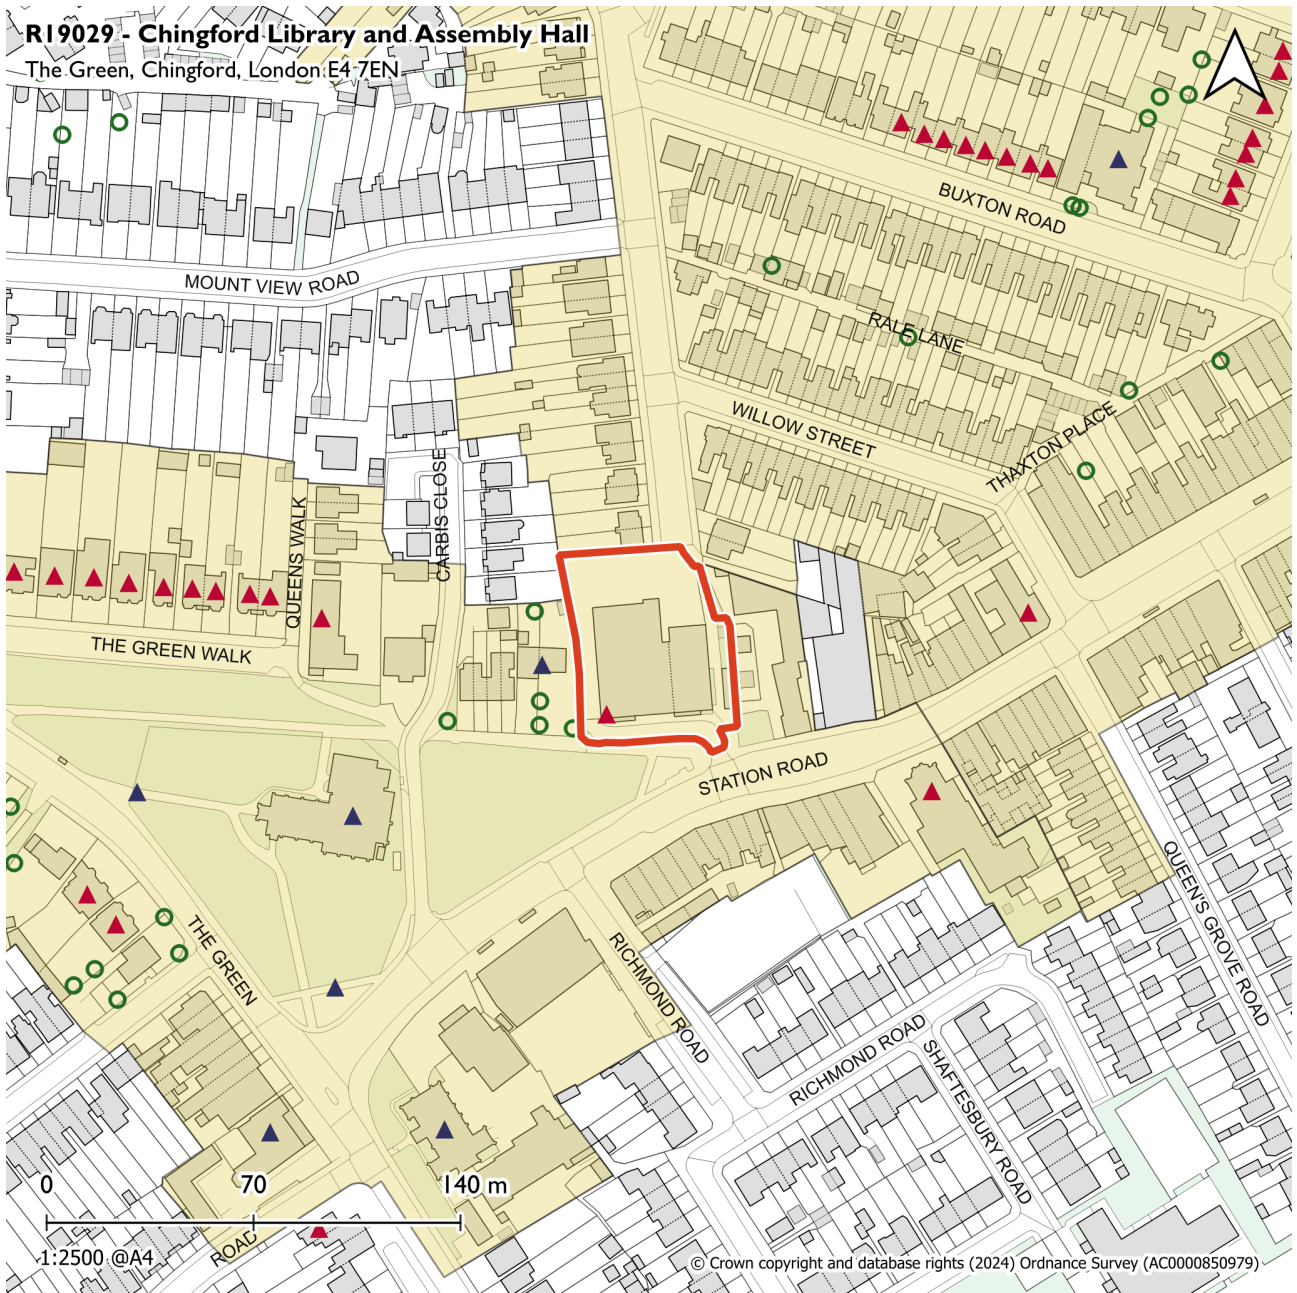 R19029 - Chingford Library and Assembly Hall
The Green, Chingford, London E4 7EN
BUXTON ROAD
MOUNT VIEW ROAD
RALF LANE
WILLOW STREET
THAXTON PLACE
CARBIS CLOSE
QUEENS WALK
THE GREEN WALK
STATION ROAD
QUEEN'S GROVE ROAD
THE GREEN
RICHMOND ROAD
RICHMOND ROAD
SHAFTESBURY ROAD
0 70 140 m
ROAD
1:2500 @A4
© Crown copyright and database rights (2024) Ordnance Survey (AC0000850979)